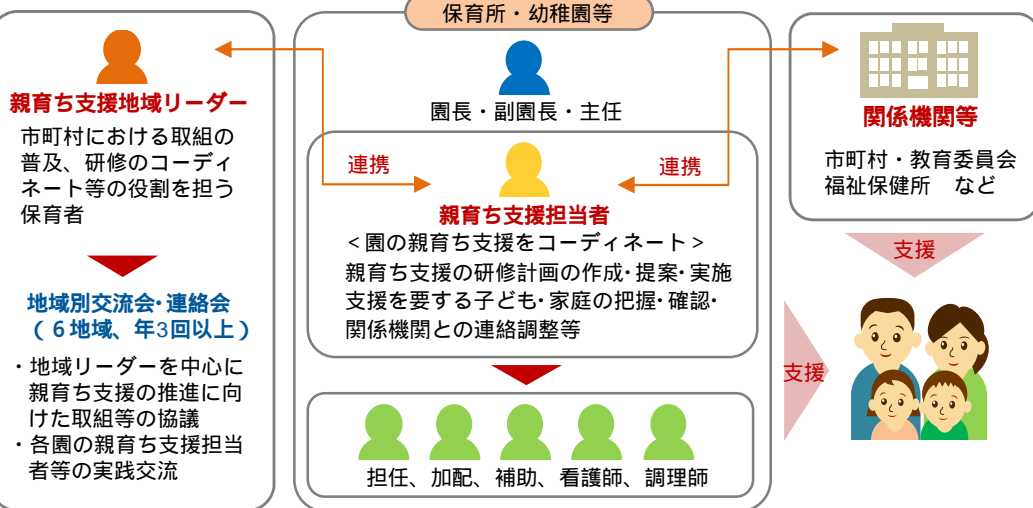 親育ち支援地域リーダー
市町村における取組の
普及、研修のコーディ
ネート等の役割を担う
保育者
地域別交流会・連絡会
（６地域、年3回以上）
・地域リーダーを中心に
親育ち支援の推進に向
けた取組等の協議
・各園の親育ち支援担当
者等の実践交流
保育所・幼稚園等
園長・副園長・主任
連携
連携
親育ち支援担当者
＜園の親育ち支援をコーディネート＞
親育ち支援の研修計画の作成・提案・実施
支援を要する子ども・家庭の把握・確認・
関係機関との連絡調整等
担任、加配、補助、看護師、調理師
関係機関等
市町村・教育委員会
福祉保健所　など
支援
支援